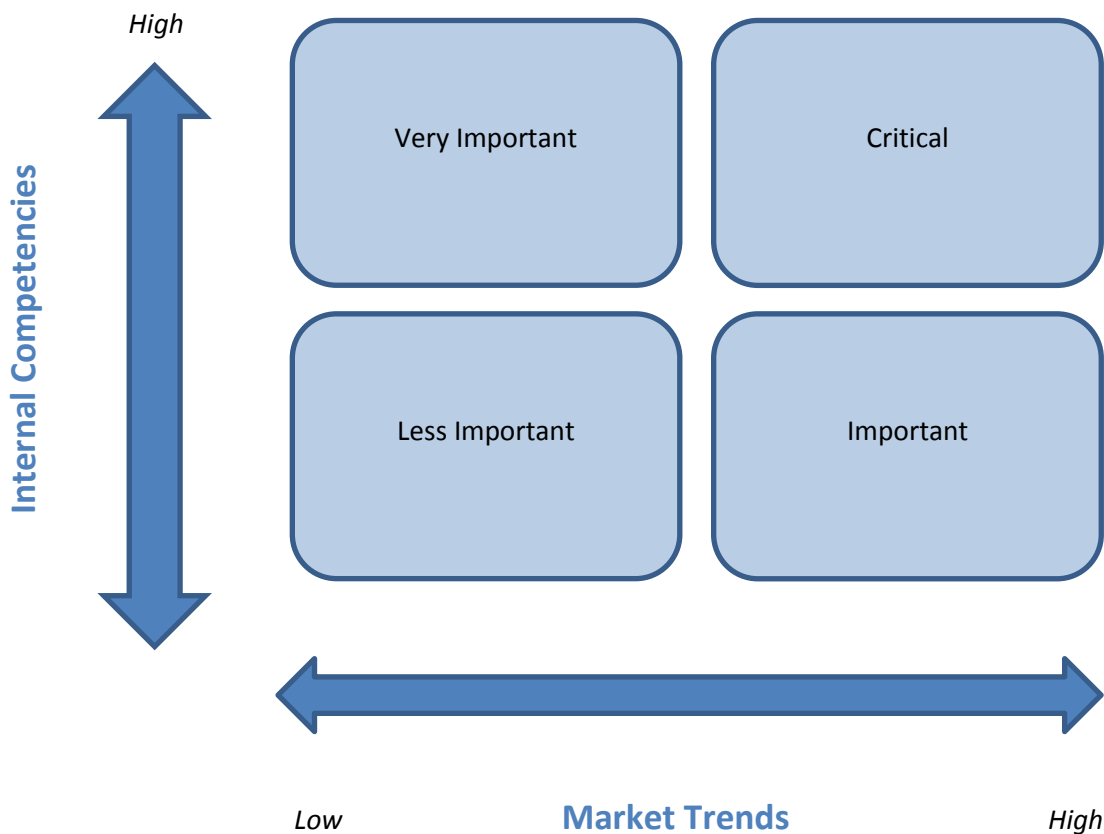 High
Very Important
Critical
Internal Competencies
Less Important
Important
Low
Market Trends
High